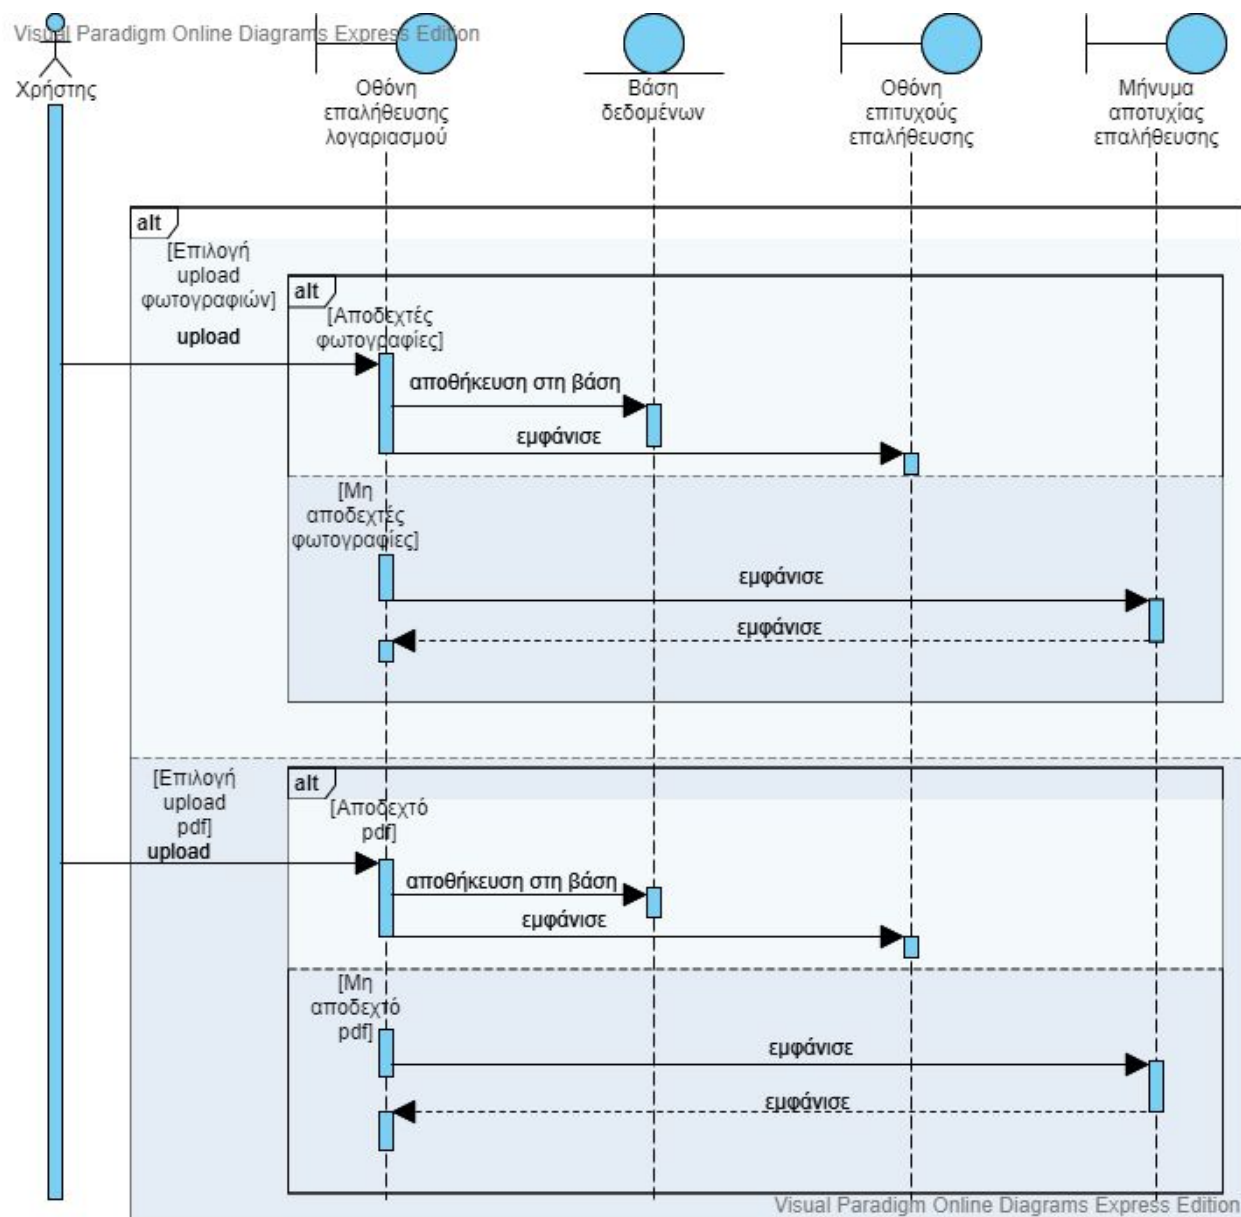 Visual Paradigm Online Diagrams Express Edition
Χρήστης
Οθόνη
επαλήθευσης
λογαριασμού
Βάση
δεδομένων
Οθόνη
επιτυχούς
επαλήθευσης
Μήνυμα
αποτυχίας
επαλήθευσης
alt
[Επιλογή
upload
φωτογραφιών]
alt
[Αποδεχτές
φωτογραφίες]
upload
αποθήκευση στη βάση
εμφάνισε
[Μη
αποδεχτές
φωτογραφίες]
εμφάνισε
εμφάνισε
[Επιλογή
upload
pdf]
alt
[Αποδεχτό
pdf]
upload
αποθήκευση στη βάση
εμφάνισε
[Μη
αποδεχτό
pdf]
εμφάνισε
εμφάνισε
Visual Paradigm Online Diagrams Express Edition